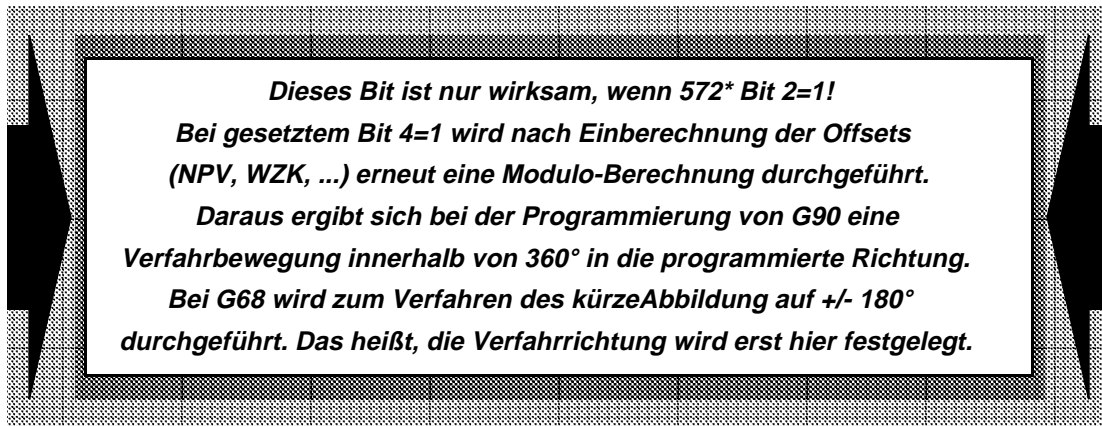 Dieses Bit ist nur wirksam, wenn 572* Bit 2=1!
Bei gesetztem Bit 4=1 wird nach Einberechnung der Offsets
(NPV, WZK, ...) erneut eine Modulo-Berechnung durchgeführt.
Daraus ergibt sich bei der Programmierung von G90 eine
Verfahrbewegung innerhalb von 360° in die programmierte Richtung.
Bei G68 wird zum Verfahren des kürzeAbbildung auf +/- 180°
durchgeführt. Das heißt, die Verfahrrichtung wird erst hier festgelegt.